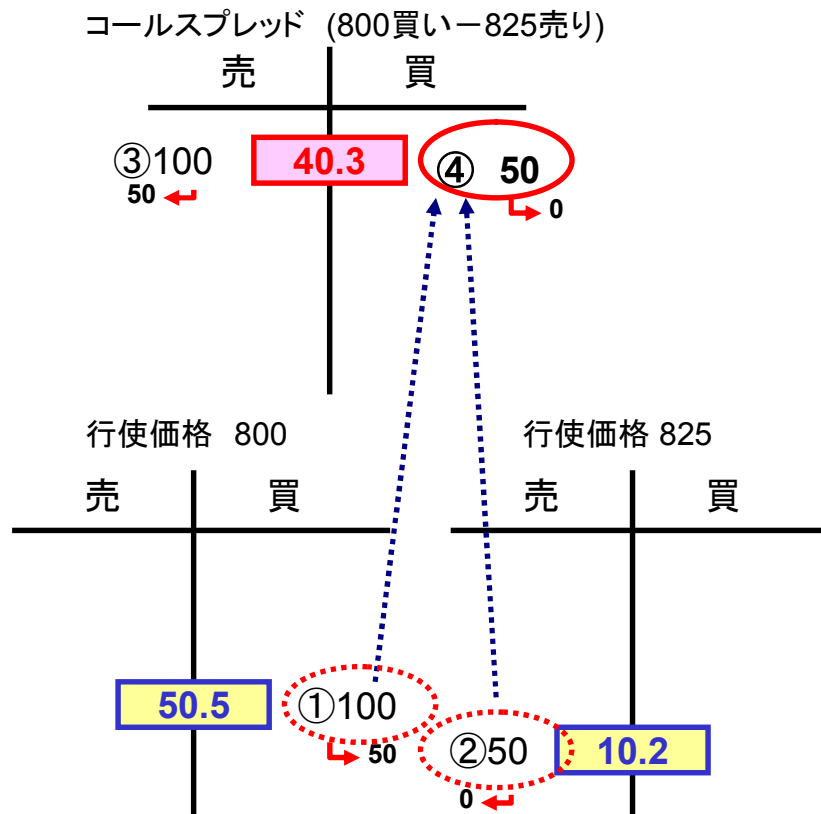 コールスプレッド (800買い－825売り)
売 買
③100 40.3 ④ 50
50 0
行使価格 800 行使価格 825
売 買 売 買
50.5 ①100
50 ②50 10.2
0